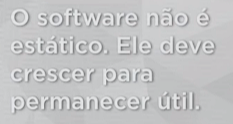 O software não é
estático. Ele deve
crescer para
permanecer útil.